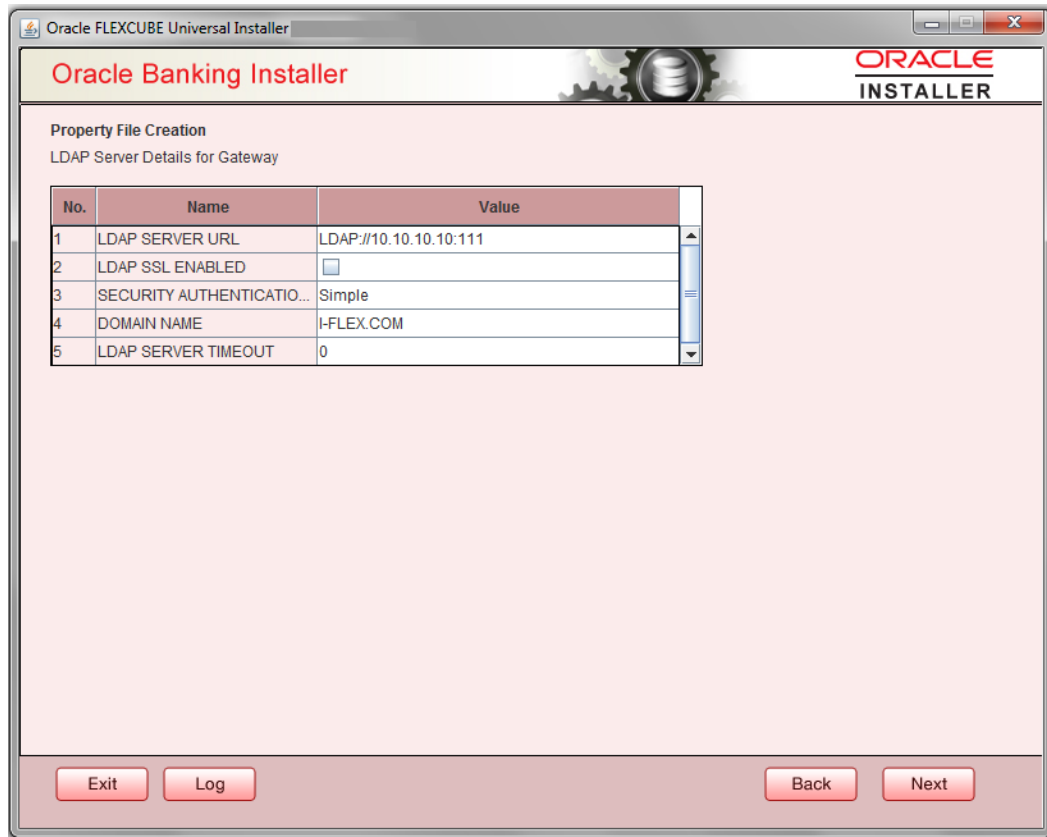 Oracle FLEXCUBE Universal Installer
Oracle Banking Installer
ORACLE
INSTALLER
Property File Creation
LDAP Server Details for Gateway
No. Name Value
1 LDAP SERVER URL LDAP://10.10.10.10:111
2 LDAP SSL ENABLED
3 SECURITY AUTHENTICATIO... Simple
4 DOMAIN NAME I-FLEX.COM
5 LDAP SERVER TIMEOUT 0
Exit Log Back Next